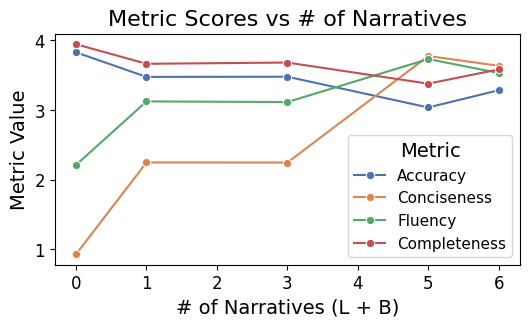 Metric Scores vs # of Narratives
Metric Value
4
3
2
1
Metric
Accuracy
Conciseness
Fluency
Completeness
0 1 2 3 4 5 6
# of Narratives (L + B)